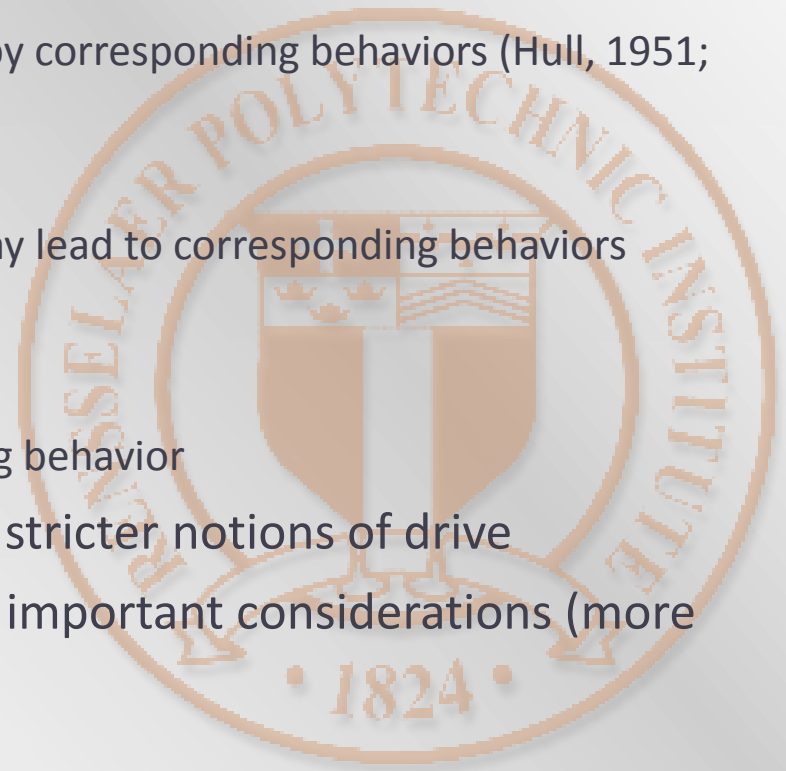 by corresponding behaviors (Hull, 1951;
lead to corresponding behaviors
behavior
stricter notions of drive
important considerations (more
RENSSELAER POLYTECHNIC INSTITUTE
• 1824 •